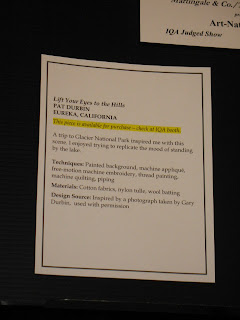 Martingale & Co./
Art-Nat
IQA Judged Show
Lift Your Eyes to the Hills
PAT DURBIN
EUREKA, CALIFORNIA
This piece is available for purchase - check at IQA booth.
A trip to Glacier National Park inspired me with this
scene. I enjoyed trying to replicate the mood of standing
by the lake.
Techniques: Painted background, machine appliqué,
free-motion machine embroidery, thread painting,
machine quilting, piping
Materials: Cotton fabrics, nylon tulle, wool batting
Design Source: Inspired by a photograph taken by Gery
Durbin, used with permission